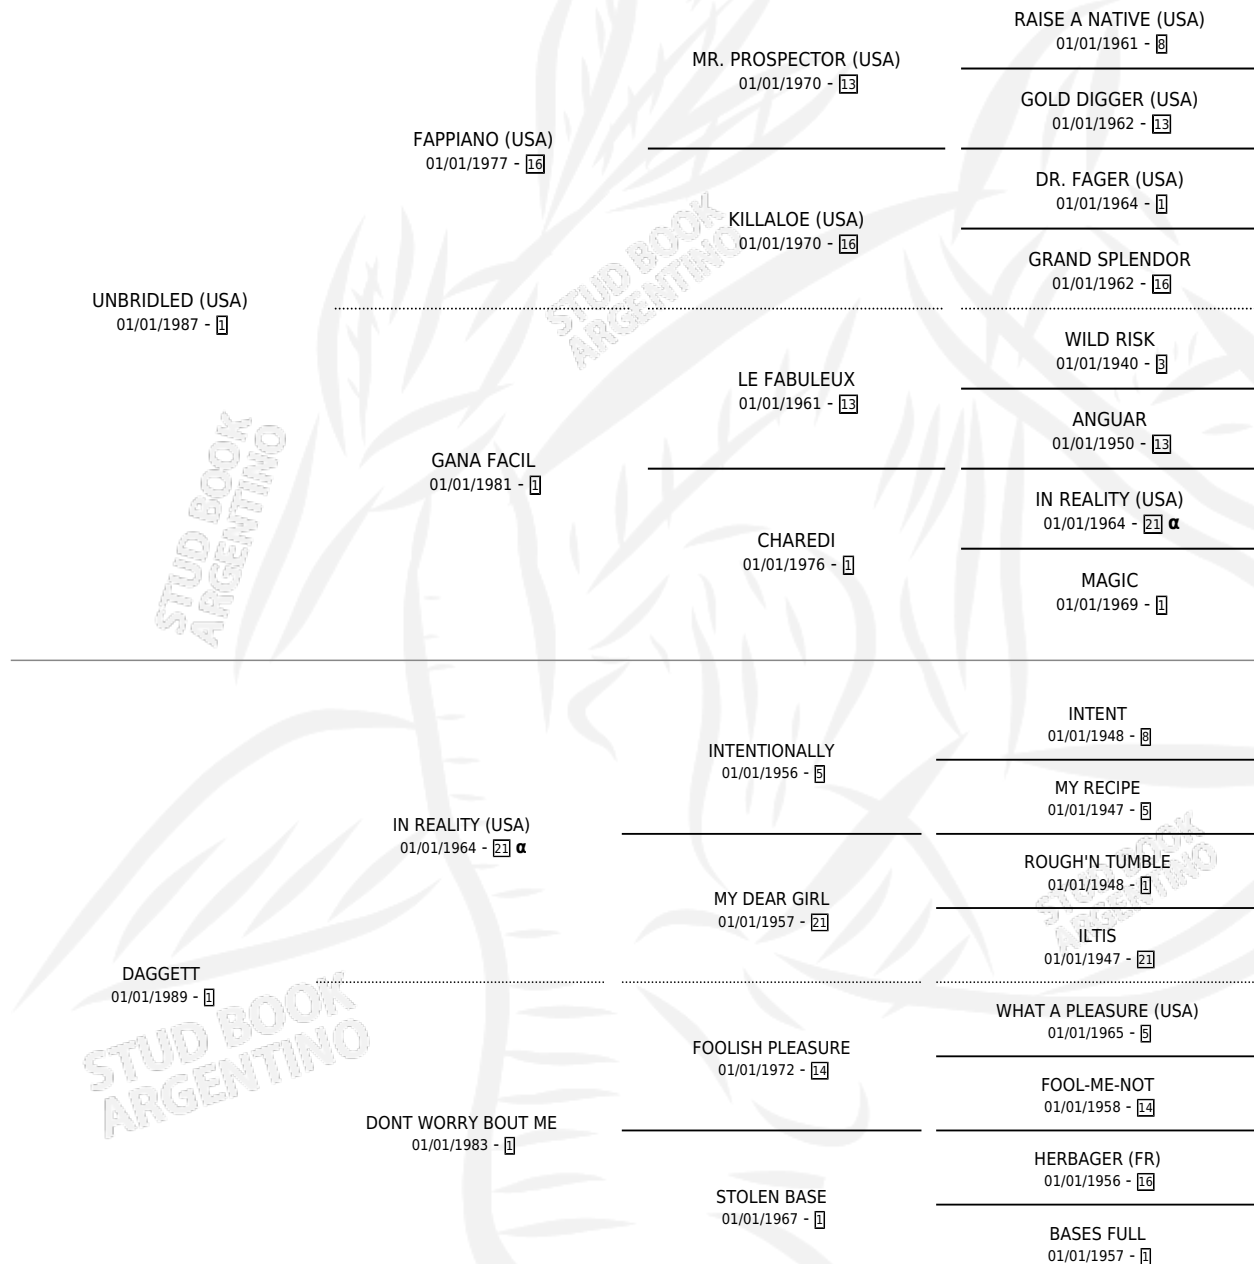 RAISE A NATIVE (USA)
01/01/1961 - 8
MR. PROSPECTOR (USA)
01/01/1970 - 13
GOLD DIGGER (USA)
01/01/1962 - 13
FAPPIANO (USA)
01/01/1977 - 16
DR. FAGER (USA)
01/01/1964 - 1
KILLALOE (USA)
01/01/1970 - 16
GRAND SPLENDOR
01/01/1962 - 16
UNBRIDLED (USA)
01/01/1987 - 1
WILD RISK
01/01/1940 - 3
LE FABULEUX
01/01/1961 - 13
ANGUAR
01/01/1950 - 13
GANA FACIL
01/01/1981 - 1
IN REALITY (USA)
01/01/1964 - 21 α
CHAREDI
01/01/1976 - 1
MAGIC
01/01/1969 - 1
INTENT
01/01/1948 - 8
INTENTIONALLY
01/01/1956 - 5
MY RECIPE
01/01/1947 - 5
IN REALITY (USA)
01/01/1964 - 21 α
ROUGH'N TUMBLE
01/01/1948 - 1
MY DEAR GIRL
01/01/1957 - 21
ILTIS
01/01/1947 - 21
DAGGETT
01/01/1989 - 1
WHAT A PLEASURE (USA)
01/01/1965 - 5
FOOLISH PLEASURE
01/01/1972 - 14
FOOL-ME-NOT
01/01/1958 - 14
DONT WORRY BOUT ME
01/01/1983 - 1
HERBAGER (FR)
01/01/1956 - 16
STOLEN BASE
01/01/1967 - 1
BASES FULL
01/01/1957 - 1
STUD BOOK
ARGENTINO
STUD BOOK
ARGENTINO
STUD BOOK
ARGENTINO
STUD BOOK
ARGENTINO